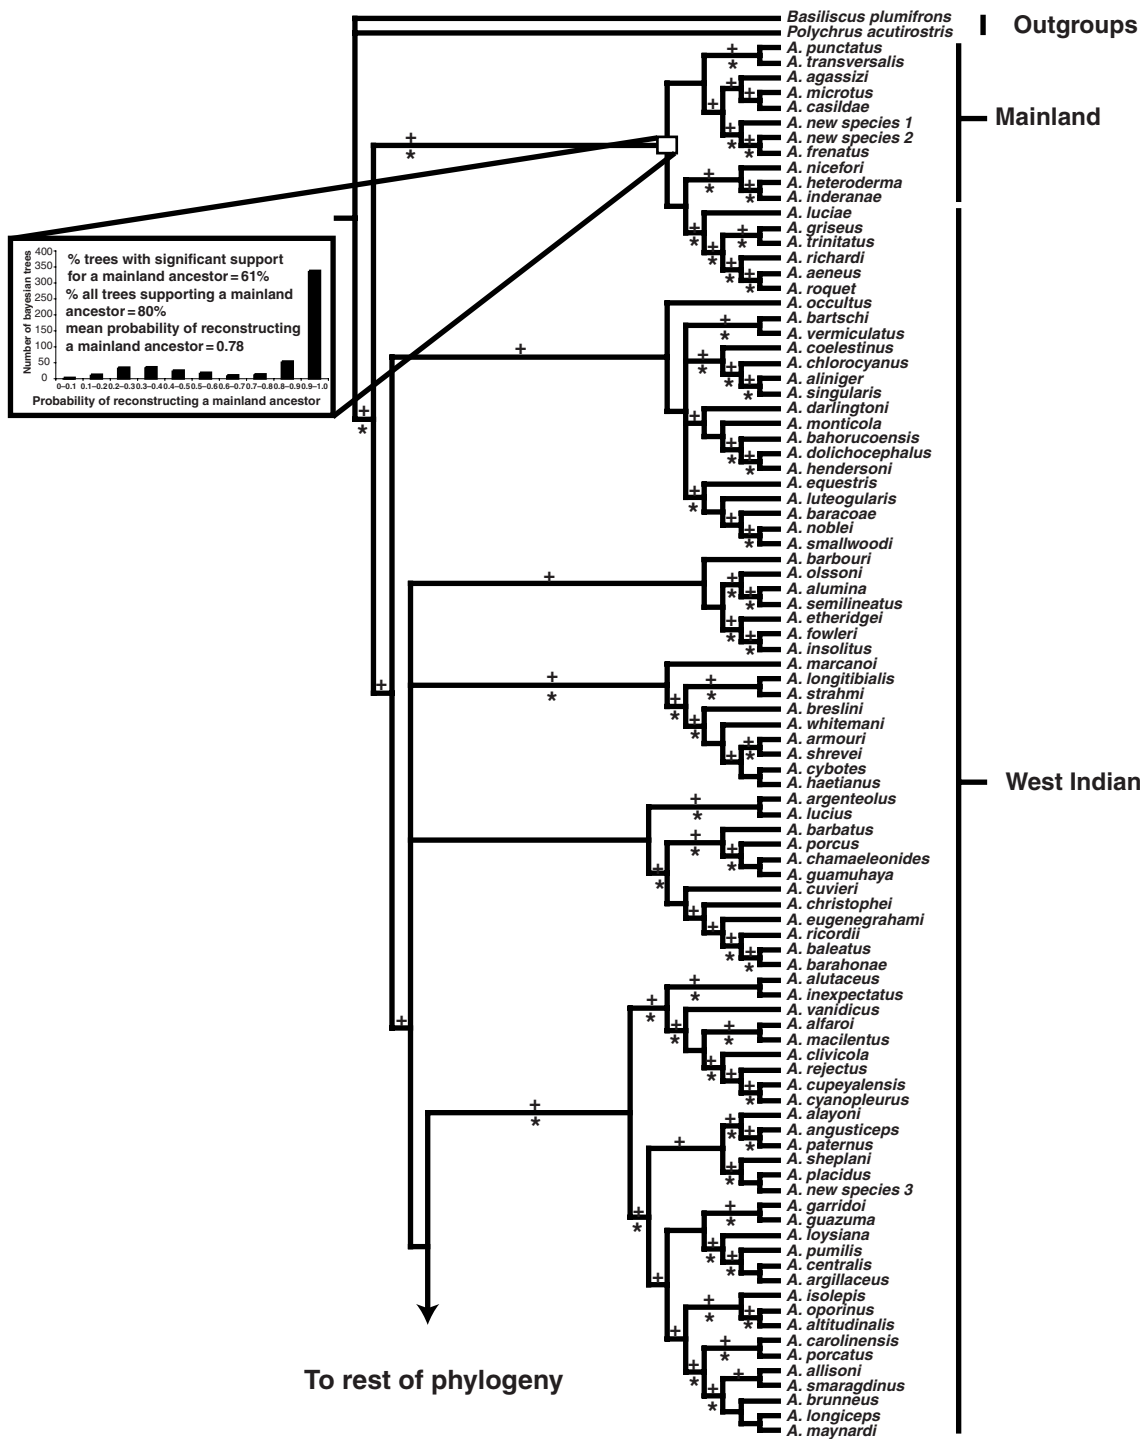 Basiliscus plumifrons
Polychrus acutirostris
Outgroups
A. punctatus
A. transversalis
A. agassizi
A. microtus
A. casildae
A. new species 1
A. new species 2
A. frenatus
A. nicefori
A. heteroderma
A. inderanae
Mainland
A. luciae
A. griseus
A. trinitatus
A. richardi
A. aeneus
A. roquet
A. occultus
A. bartschi
A. vermiculatus
A. coelestinus
A. chlorocyanus
A. aliniger
A. singularis
A. darlingtoni
A. monticola
A. bahorucoensis
A. dolichocephalus
A. hendersoni
A. equestris
A. luteogularis
A. baracoae
A. noblei
A. smallwoodi
A. barbouri
A. olssoni
A. alumina
A. semilineatus
A. etheridgei
A. fowleri
A. insolitus
A. marcanoi
A. longitibialis
A. strahmi
A. breslini
A. whitemani
A. armouri
A. shrevei
A. cybotes
A. haetianus
West Indian
A. argenteolus
A. lucius
A. barbatus
A. porcus
A. chamaeleonides
A. guamuhaya
A. cuvieri
A. christophei
A. eugenegrahami
A. ricordii
A. baleatus
A. barahonae
A. alutaceus
A. inexpectatus
A. vanidicus
A. alfaroi
A. macilentus
A. clivicola
A. rejectus
A. cupeyalensis
A. cyanopleurus
A. alayoni
A. angusticeps
A. paternus
A. sheplani
A. placidus
A. new species 3
A. garridoi
A. guazuma
A. loysiana
A. pumilis
A. centralis
A. argillaceus
A. isolepis
A. oporinus
A. altitudinalis
A. carolinensis
A. porcatus
A. allisoni
A. smaragdinus
A. brunneus
A. longiceps
A. maynardi
To rest of phylogeny
Number of bayesian trees
400
350
300
250
200
150
100
50
0
% trees with significant support
for a mainland ancestor = 61%
% all trees supporting a mainland
ancestor = 80%
mean probability of reconstructing
a mainland ancestor = 0.78
0–0.1 0.1–0.2 0.2–0.3 0.3–0.4 0.4–0.5 0.5–0.6 0.6–0.7 0.7–0.8 0.8–0.9 0.9–1.0
Probability of reconstructing a mainland ancestor